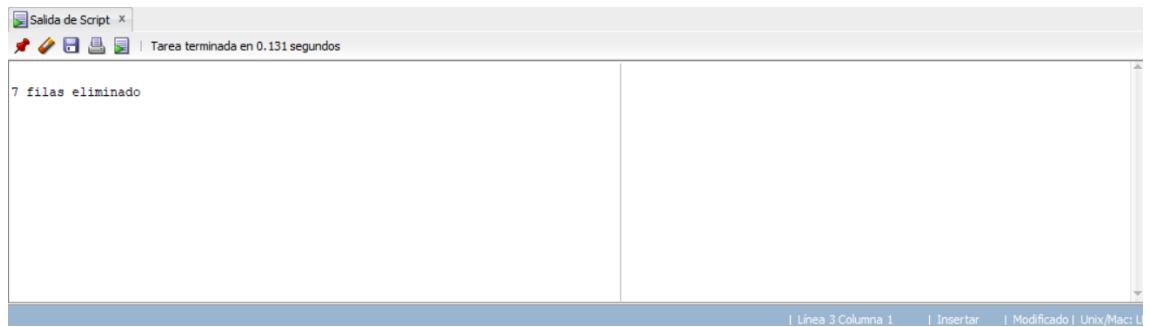 Salida de Script x
Tarea terminada en 0.131 segundos
7 filas eliminado
| Línea 3 Columna 1 | Insertar | Modificado | Unix/Mac: L